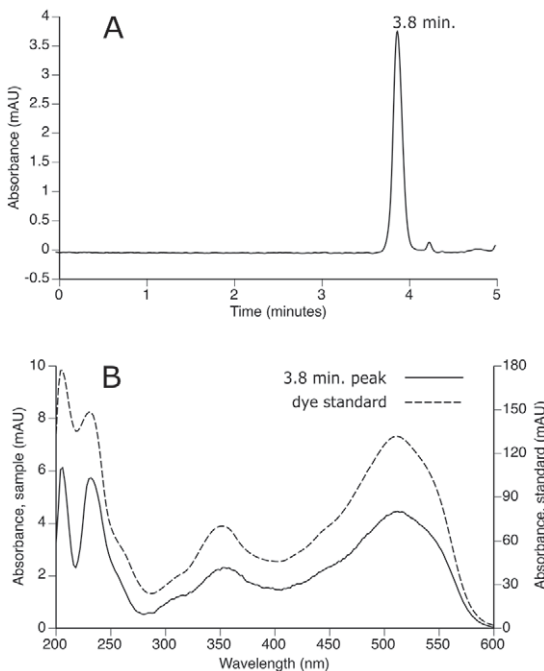 A
3.8 min.
4
3.5
3
2.5
2
1.5
1
0.5
0
-0.5
Absorbance (mAU)
0 1 2 3 4 5
Time (minutes)
B
3.8 min. peak
dye standard
10
8
6
4
2
0
Absorbance, sample (mAU)
180
150
120
90
60
30
0
Absorbance, standard (mAU)
200 250 300 350 400 450 500 550 600
Wavelength (nm)